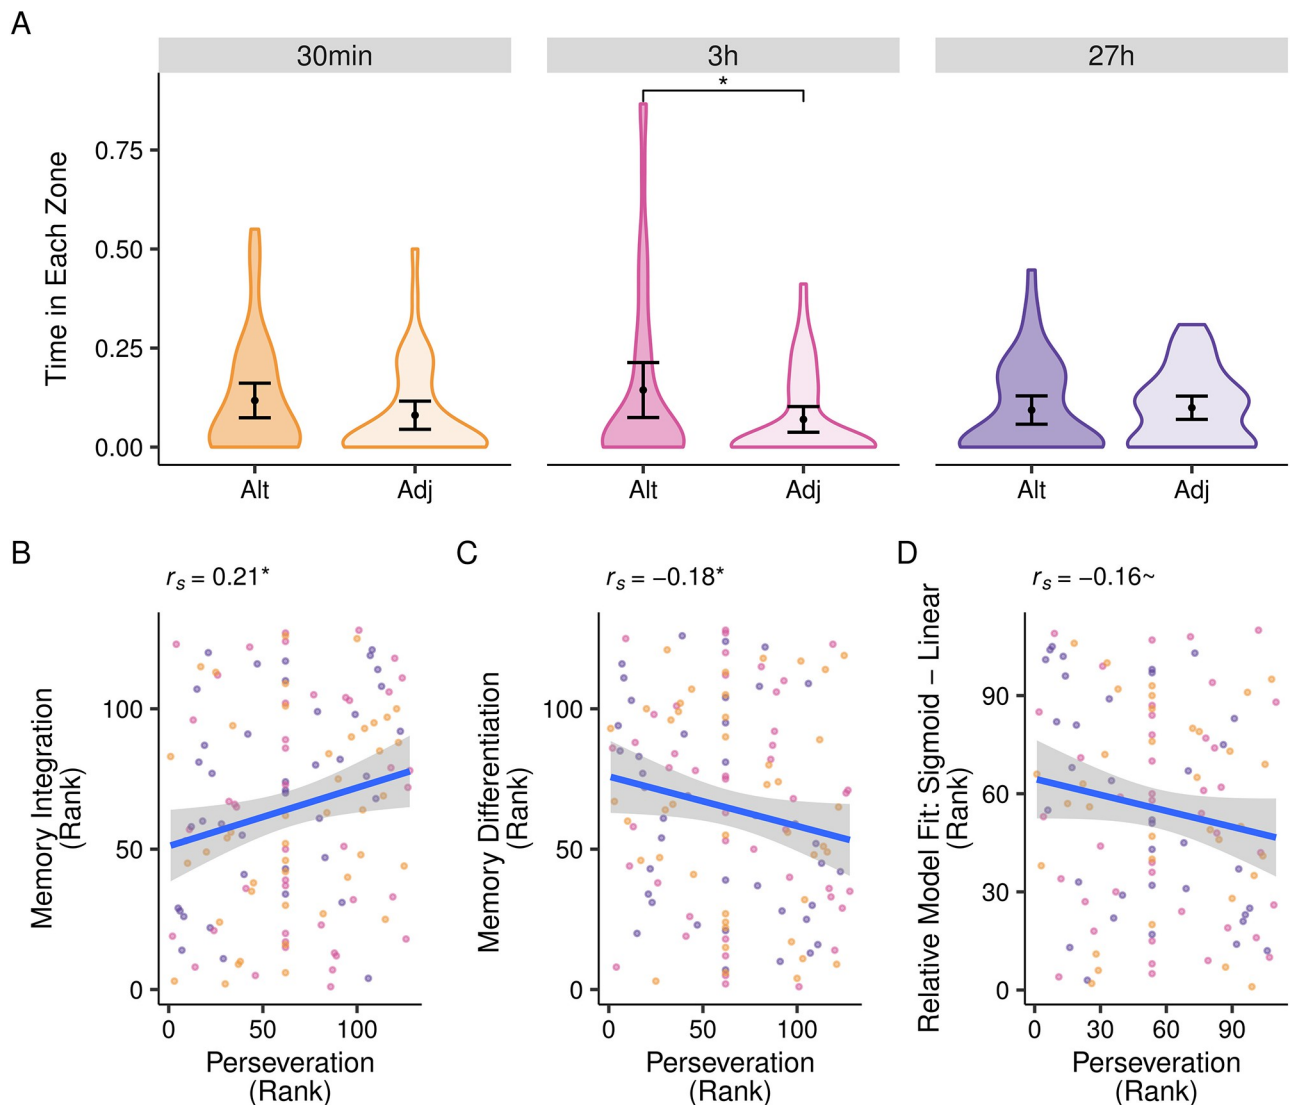 A
30min
3h
27h
*
Time in Each Zone
0.75
0.50
0.25
0.00
Alt
Adj
Alt
Adj
Alt
Adj
B
rs = 0.21*
Memory Integration
(Rank)
100
50
0
0
50
100
Perseveration
(Rank)
C
rs = −0.18*
Memory Differentiation
(Rank)
100
50
0
0
50
100
Perseveration
(Rank)
D
rs = −0.16~
Relative Model Fit: Sigmoid − Linear
(Rank)
90
60
30
0
0
30
60
90
Perseveration
(Rank)